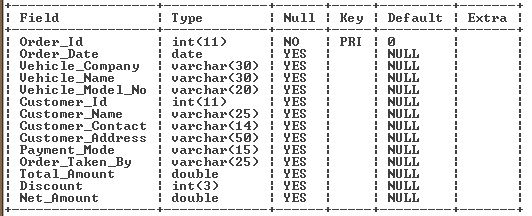 | Field | Type | Null | Key | Default | Extra |
| Order_Id | int(11) | NO | PRI | 0 | |
| Order_Date | date | YES | | NULL | |
| Vehicle_Company | varchar(30) | YES | | NULL | |
| Vehicle_Name | varchar(30) | YES | | NULL | |
| Vehicle_Model_No | varchar(20) | YES | | NULL | |
| Customer_Id | int(11) | YES | | NULL | |
| Customer_Name | varchar(25) | YES | | NULL | |
| Customer_Contact | varchar(14) | YES | | NULL | |
| Customer_Address | varchar(50) | YES | | NULL | |
| Payment_Mode | varchar(15) | YES | | NULL | |
| Order_Taken_By | varchar(25) | YES | | NULL | |
| Total_Amount | double | YES | | NULL | |
| Discount | int(3) | YES | | NULL | |
| Net_Amount | double | YES | | NULL | |